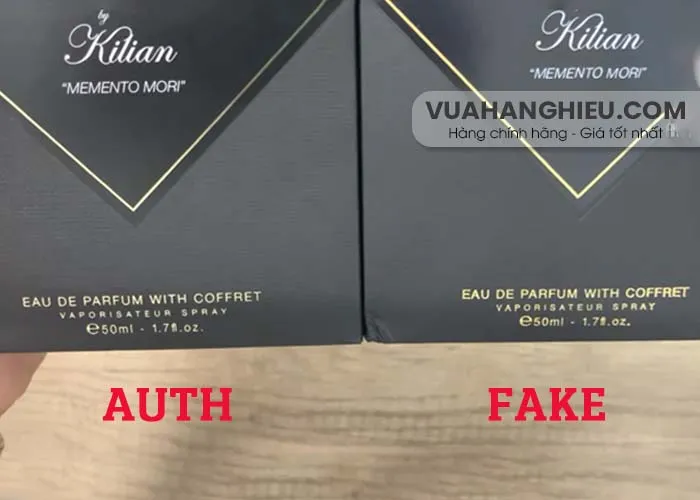 by
Kilian
"MEMENTO MORI"
EAU DE PARFUM WITH COFFRET
VAPORISATEUR SPRAY
℮50ml - 1.7fl.oz.
Kilian
"MEMENTO MORI"
VUAHANGHIEU.COM
Hàng chính hãng - Giá tốt nhất
EAU DE PARFUM WITH COFFRET
VAPORISATEUR SPRAY
℮50ml - 1.7fl.oz.
AUTH
FAKE